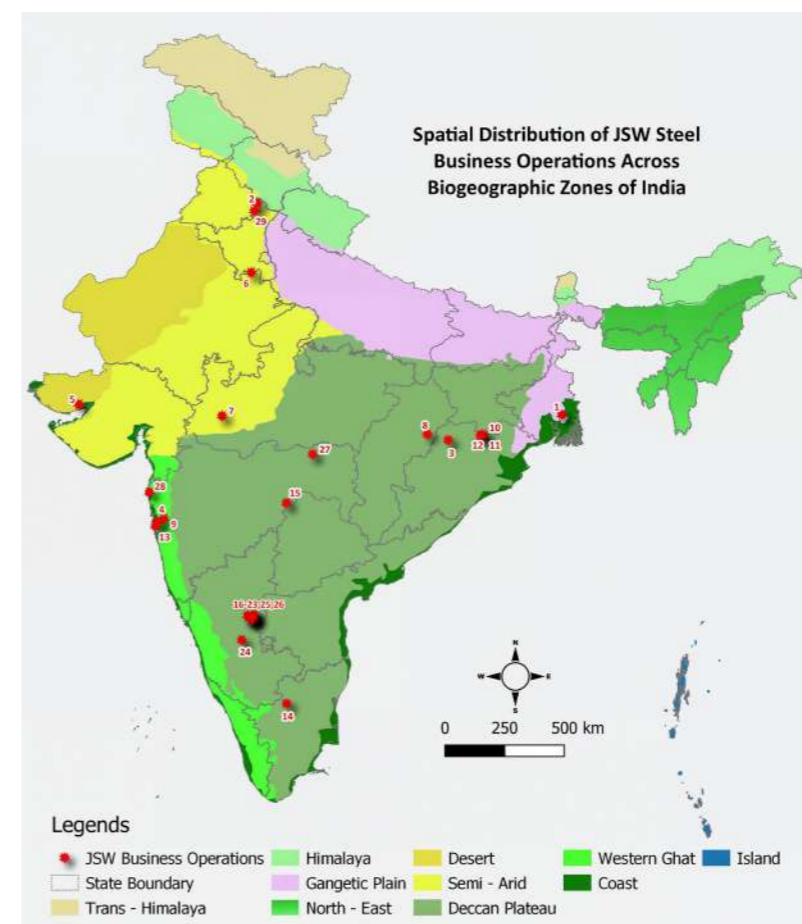 Spatial Distribution of JSW Steel
Business Operations Across
Biogeographic Zones of India
2
29
6
5
7
1
8
3
10
12 11
27
28
15
4
9
13
16-23,25,26
24
14
N
W E
S
0 250 500 km
Legends
JSW Business Operations
Himalaya
Desert
Western Ghat
Island
State Boundary
Gangetic Plain
Semi - Arid
Coast
Trans - Himalaya
North - East
Deccan Plateau